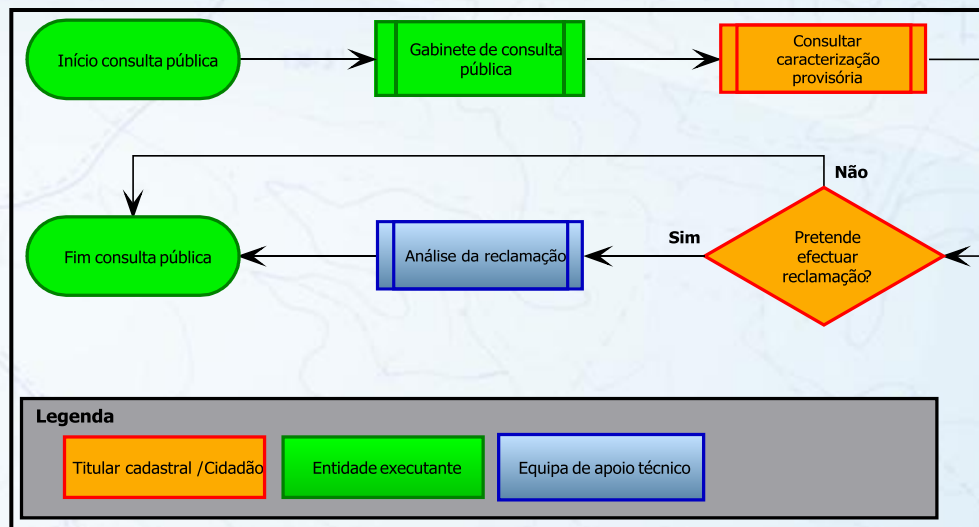 Início consulta pública
Gabinete de consulta
pública
Consultar
caracterização
provisória
Não
Sim
Pretende
efectuar
reclamação?
Análise da reclamação
Fim consulta pública
Legenda
Titular cadastral /Cidadão
Entidade executante
Equipa de apoio técnico